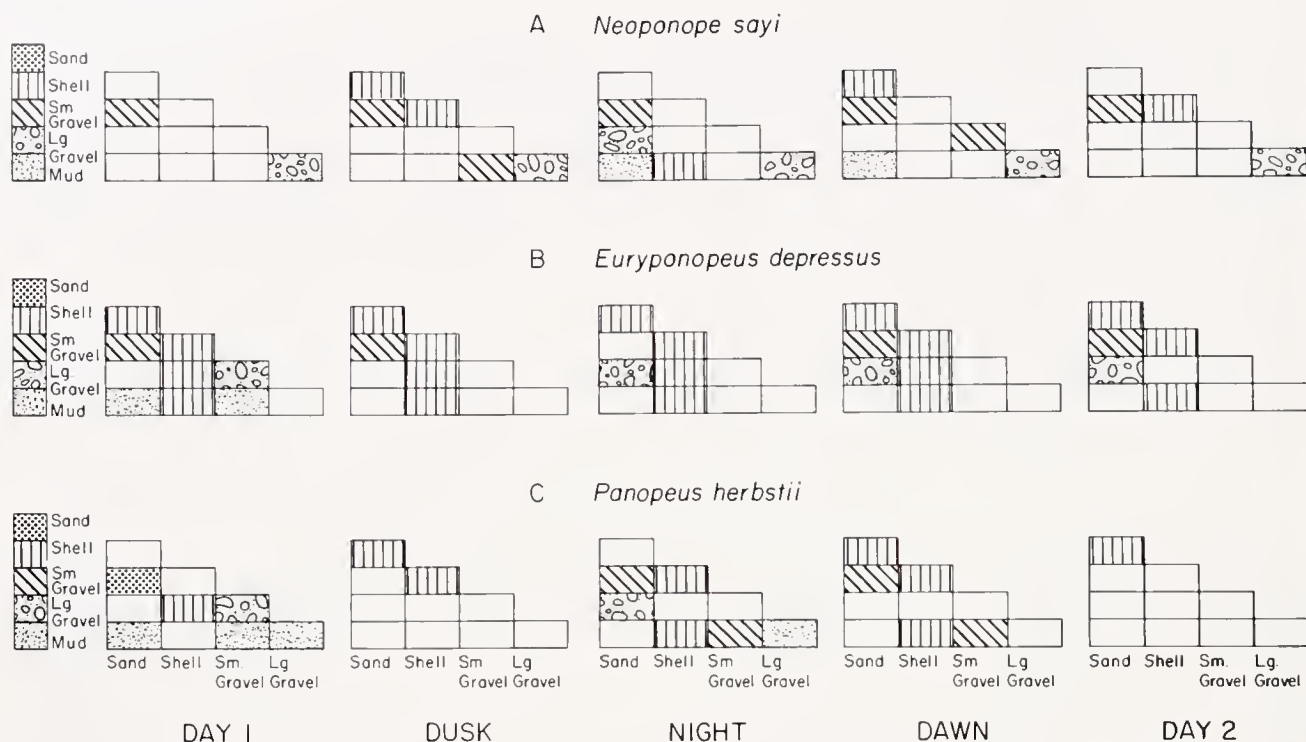 A Neoponope sayi
Sand
Shell
Sm
Gravel
Lg
Gravel
Mud
B Euryponopeus depressus
Sand
Shell
Sm
Gravel
Lg.
Gravel
Mud
C Panopeus herbstii
Sand
Shell
Sm
Gravel
Lg
Gravel
Mud
Sand Shell Sm. Lg Sand Shell Sm Lg Sand Shell Sm Lg Sand Shell Sm Lg Sand Shell Sm. Lg.
Gravel Gravel Gravel Gravel Gravel Gravel Gravel Gravel Gravel Gravel
DAY 1 DUSK NIGHT DAWN DAY 2